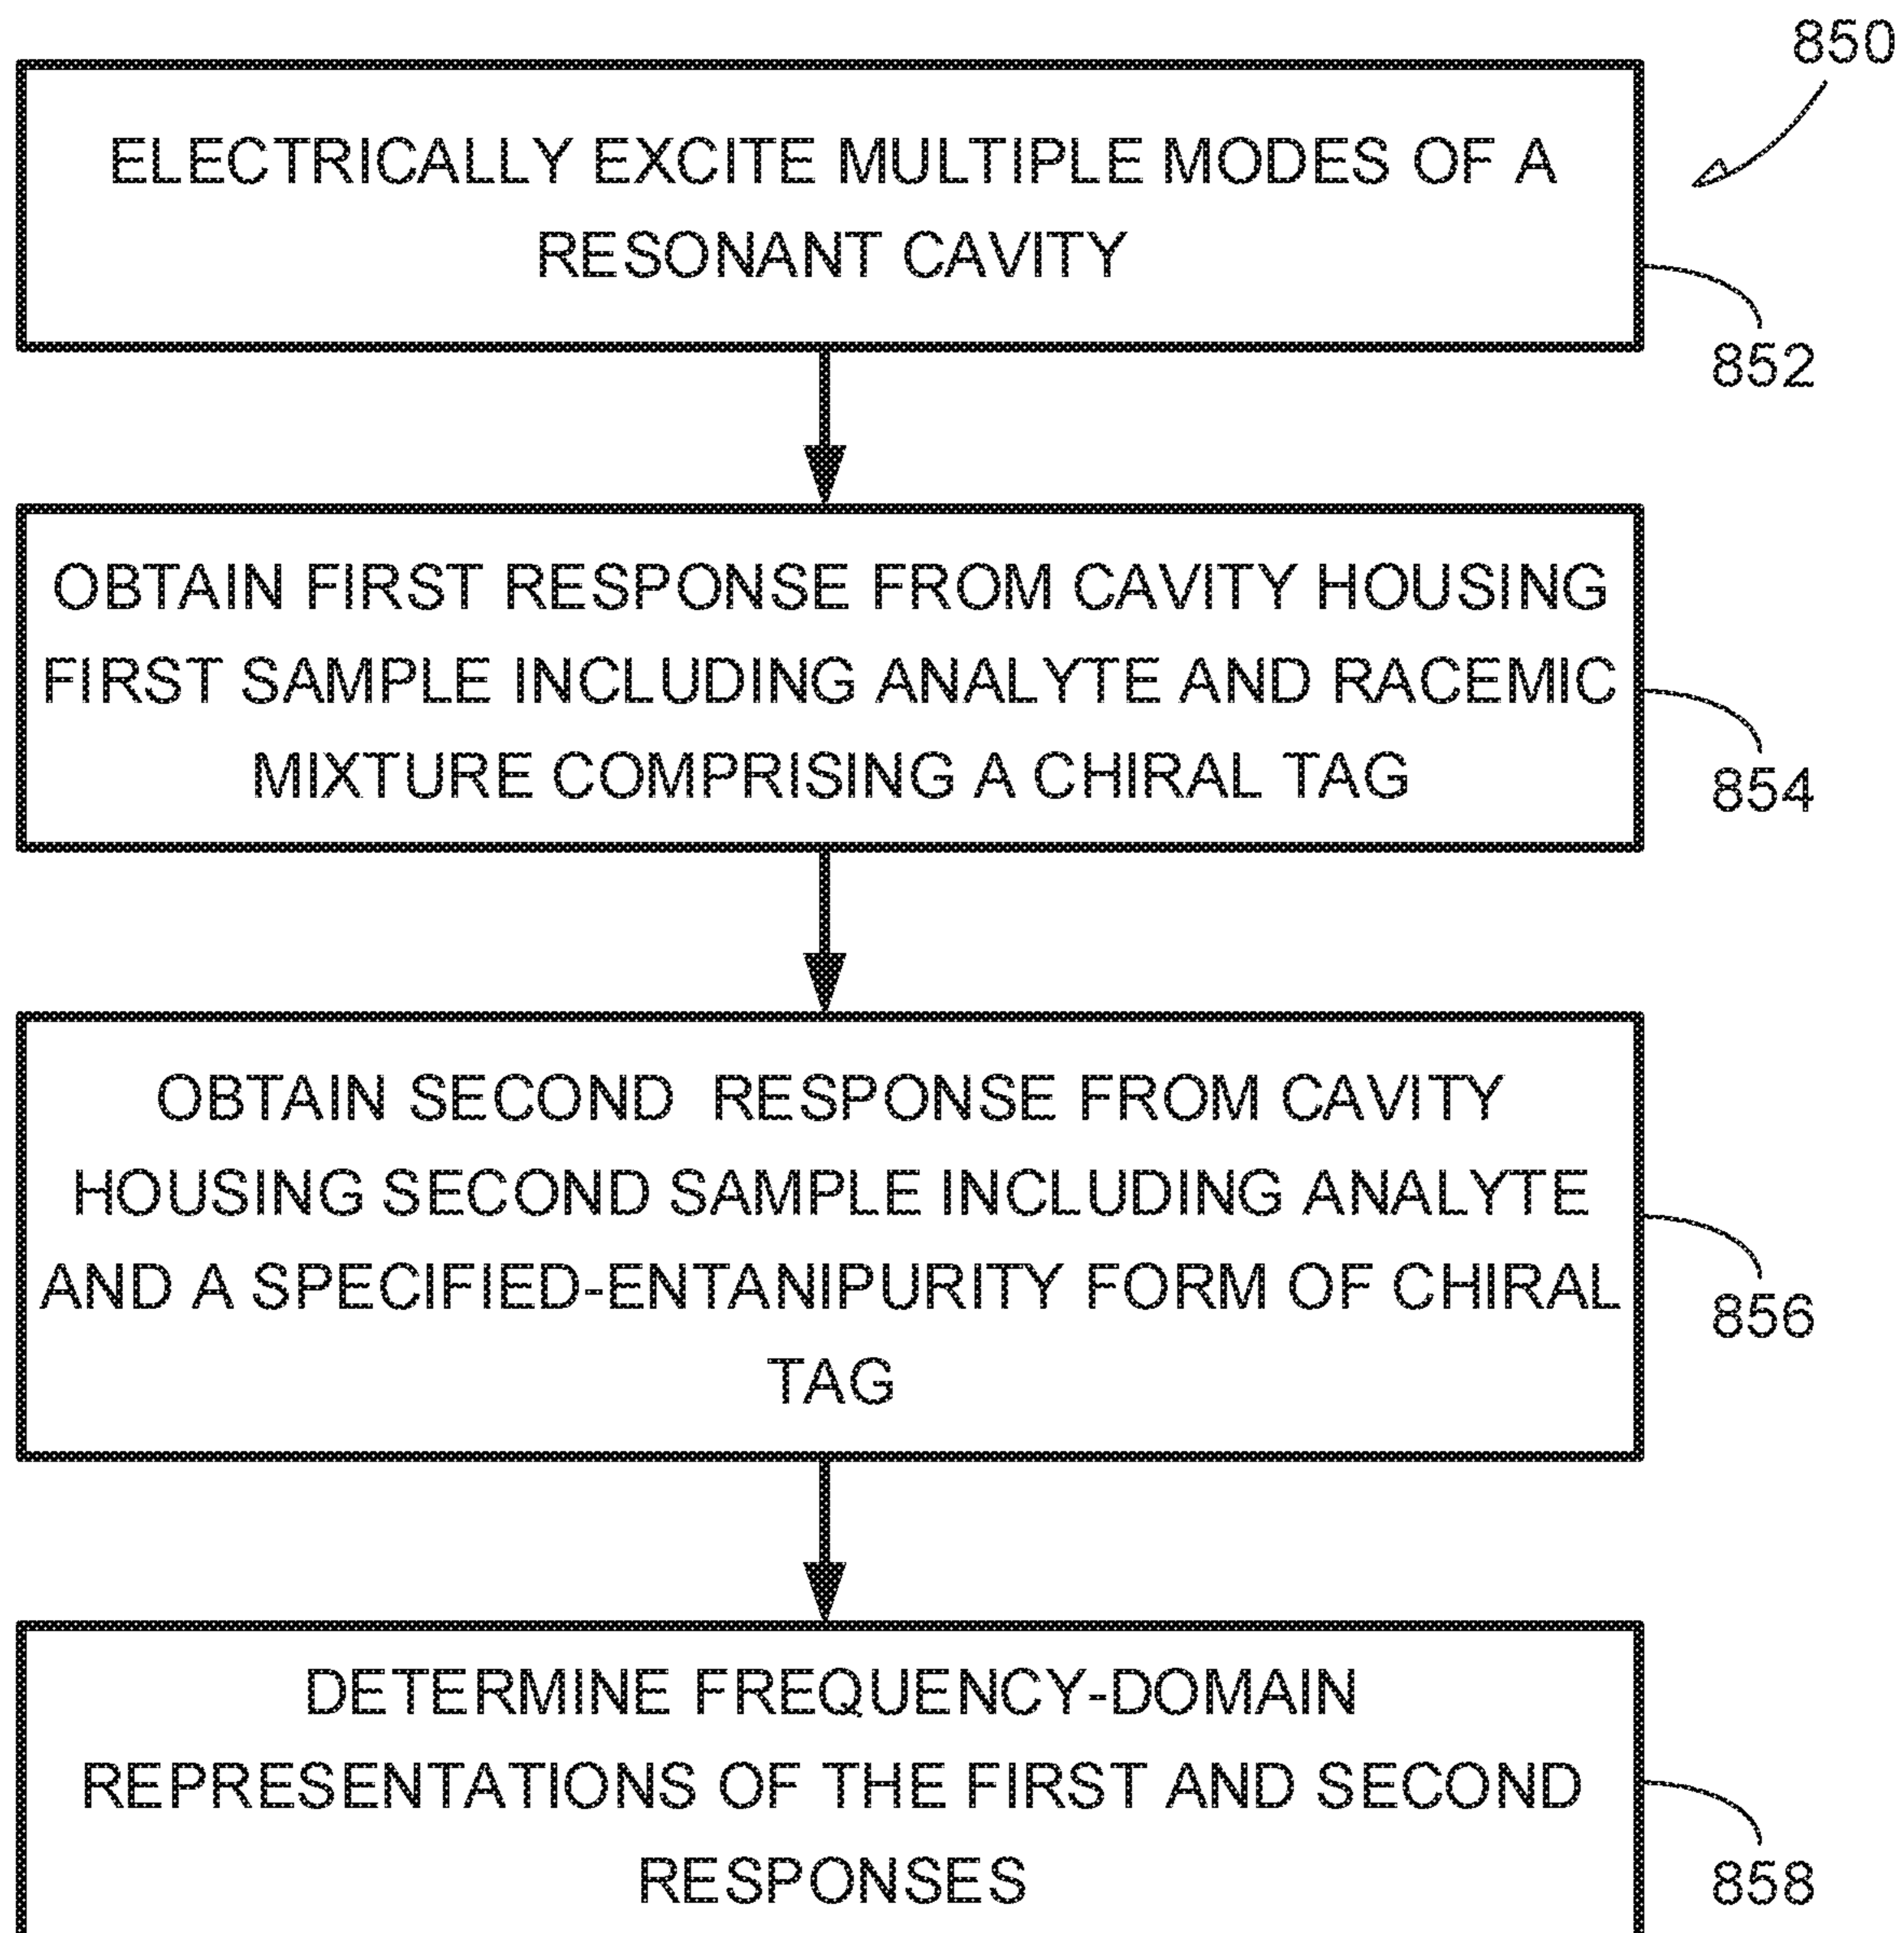 850
ELECTRICALLY EXCITE MULTIPLE MODES OF A
RESONANT CAVITY
852
OBTAIN FIRST RESPONSE FROM CAVITY HOUSING
FIRST SAMPLE INCLUDING ANALYTE AND RACEMIC
MIXTURE COMPRISING A CHIRAL TAG
854
OBTAIN SECOND RESPONSE FROM CAVITY
HOUSING SECOND SAMPLE INCLUDING ANALYTE
AND A SPECIFIED-ENTANIPURITY FORM OF CHIRAL
TAG
856
DETERMINE FREQUENCY-DOMAIN
REPRESENTATIONS OF THE FIRST AND SECOND
RESPONSES
858